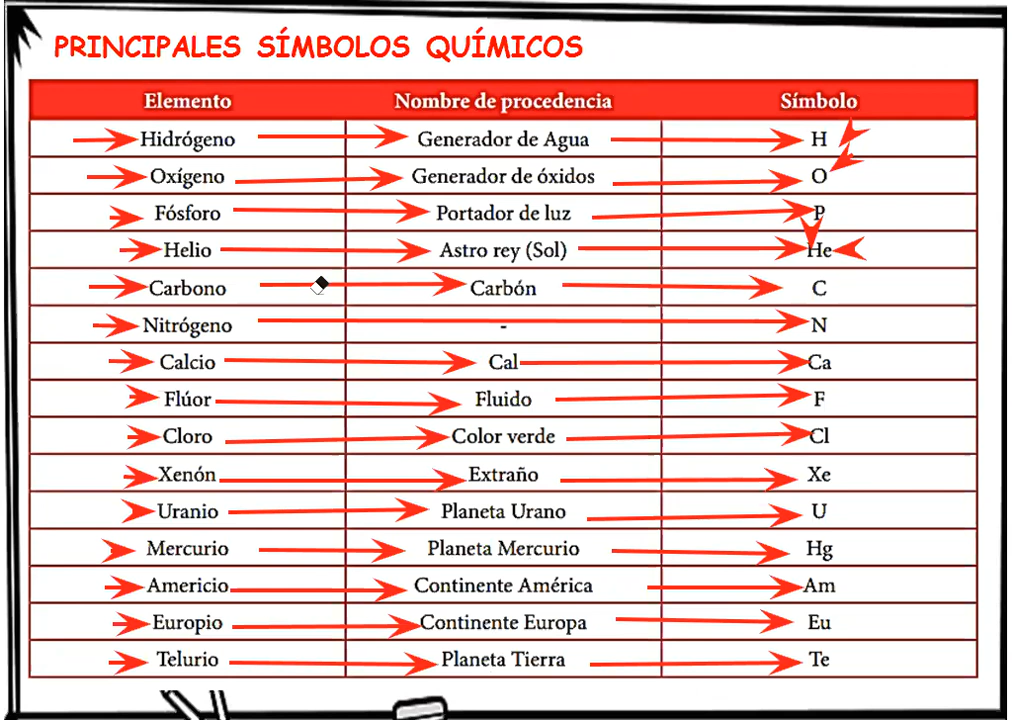 PRINCIPALES SÍMBOLOS QUÍMICOS
Elemento Nombre de procedencia Símbolo
Hidrógeno Generador de Agua H
Oxígeno Generador de óxidos O
Fósforo Portador de luz P
Helio Astro rey (Sol) He
Carbono Carbón C
Nitrógeno - N
Calcio Cal Ca
Flúor Fluido F
Cloro Color verde Cl
Xenón Extraño Xe
Uranio Planeta Urano U
Mercurio Planeta Mercurio Hg
Americio Continente América Am
Europio Continente Europa Eu
Telurio Planeta Tierra Te